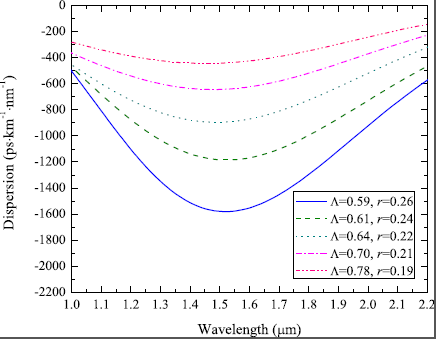 0
-200
-400
-600
-800
-1000
-1200
-1400
-1600
-1800
-2000
-2200
Dispersion (ps·km⁻¹·nm⁻¹)
Λ=0.59, r=0.26
Λ=0.61, r=0.24
Λ=0.64, r=0.22
Λ=0.70, r=0.21
Λ=0.78, r=0.19
1.0 1.1 1.2 1.3 1.4 1.5 1.6 1.7 1.8 1.9 2.0 2.1 2.2
Wavelength (μm)